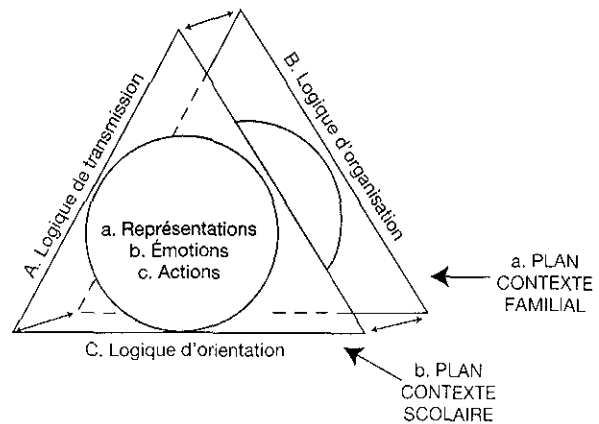 A. Logique de transmission
B. Logique d'organisation
a. Représentations
b. Émotions
c. Actions
a. PLAN
CONTEXTE
FAMILIAL
C. Logique d'orientation
b. PLAN
CONTEXTE
SCOLAIRE